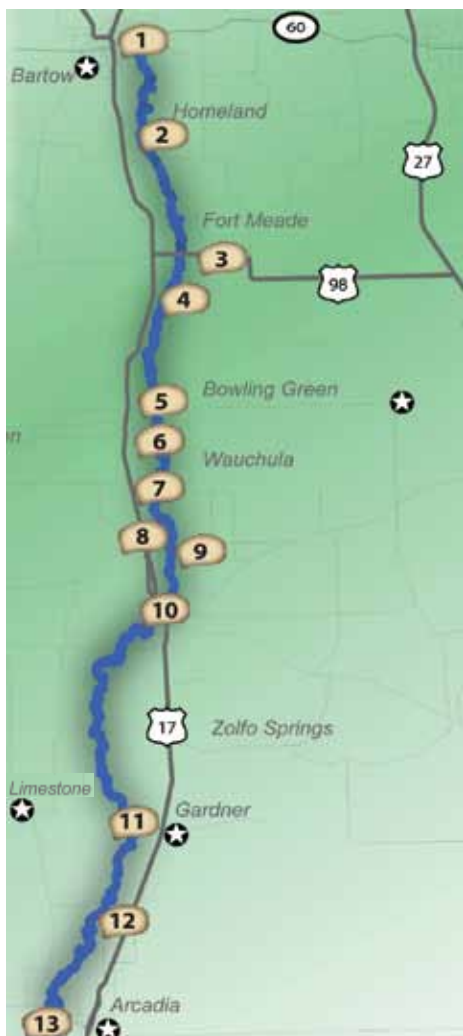 60
1
Bartow
Homeland
2
27
Fort Meade
3
98
4
Bowling Green
5
6
Wauchula
7
8
9
10
17
Zolfo Springs
Limestone
Gardner
11
12
13
Arcadia